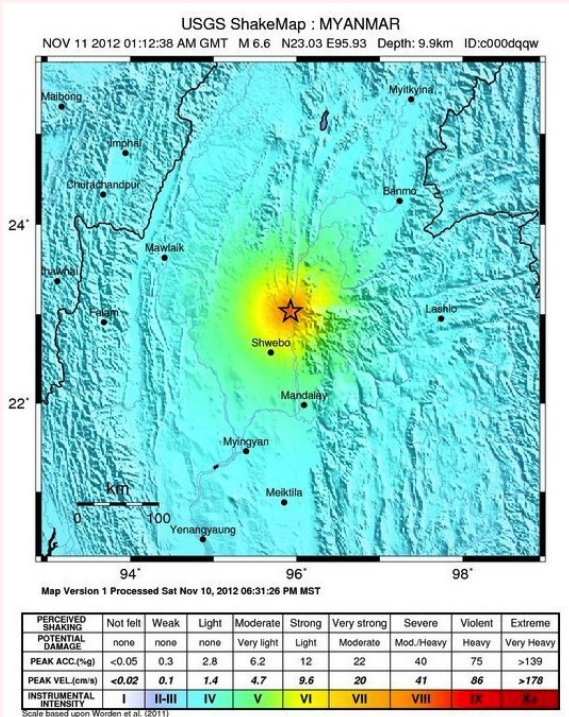 USGS ShakeMap : MYANMAR
NOV 11 2012 01:12:38 AM GMT M 6.6 N23.03 E95.93 Depth: 9.9km ID:c000dqqw
Maibong
Myitkyina
Imphal
Churachandpur
Banmo
24°
Mawlaik
Falam
Lashio
Shwebo
22°
Mandalay
Myingyan
km
0 100
Meiktila
Yenangyaung
94° 96° 98°
Map Version 1 Processed Sat Nov 10, 2012 06:31:26 PM MST
PERCEIVED SHAKING Not felt Weak Light Moderate Strong Very strong Severe Violent Extreme
POTENTIAL DAMAGE none none none Very light Light Moderate Mod./Heavy Heavy Very Heavy
PEAK ACC.(%g) <0.05 0.3 2.8 6.2 12 22 40 75 >139
PEAK VEL.(cm/s) <0.02 0.1 1.4 4.7 9.6 20 41 86 >178
INSTRUMENTAL INTENSITY I II-III IV V VI VII VIII IX X+
Scale based upon Worden et al. (2011)